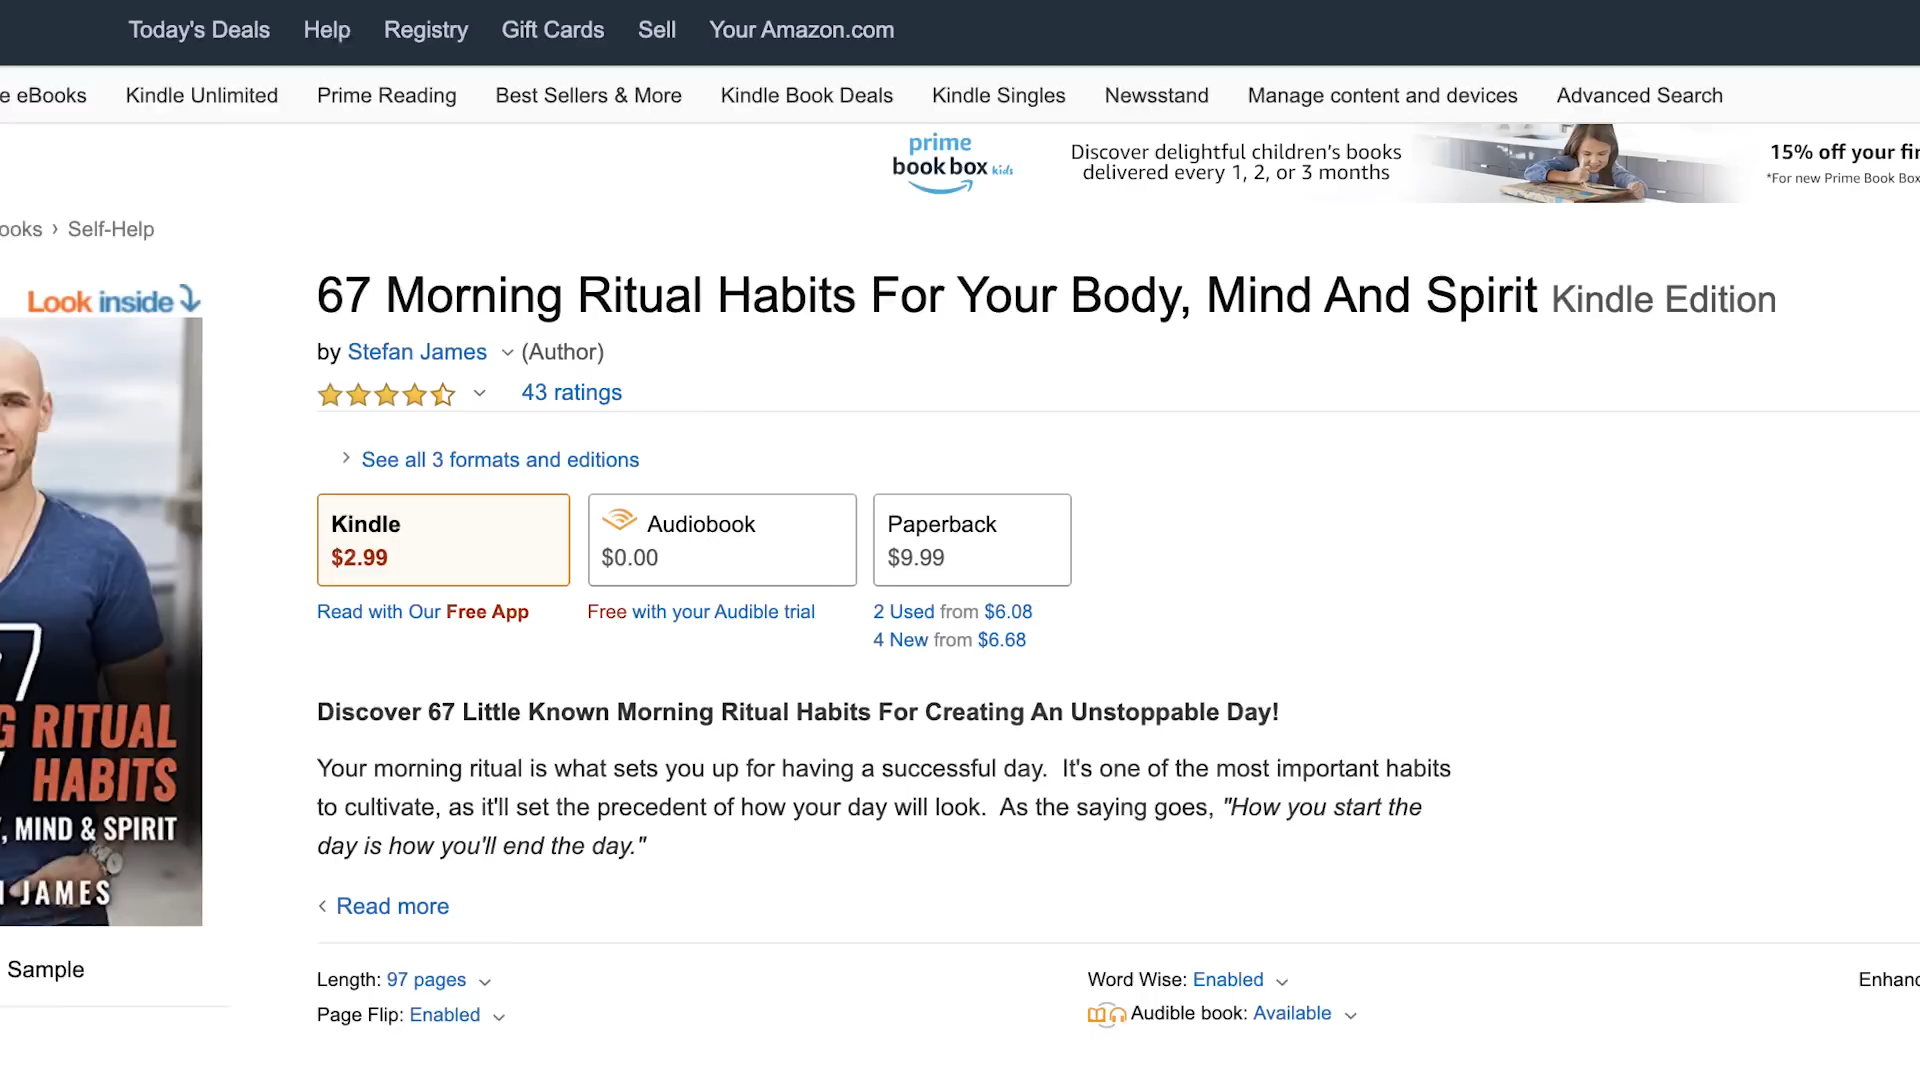 Today's Deals Help Registry Gift Cards Sell Your Amazon.com
e eBooks Kindle Unlimited Prime Reading Best Sellers & More Kindle Book Deals Kindle Singles Newsstand Manage content and devices Advanced Search
prime
book box kids
Discover delightful children's books
delivered every 1, 2, or 3 months
15% off your fir
*For new Prime Book Box
ooks › Self-Help
Look inside
67 Morning Ritual Habits For Your Body, Mind And Spirit Kindle Edition
by Stefan James (Author)
43 ratings
See all 3 formats and editions
Kindle
$2.99
Read with Our Free App
Audiobook
$0.00
Free with your Audible trial
Paperback
$9.99
2 Used from $6.08
4 New from $6.68
7
G RITUAL
HABITS
, MIND & SPIRIT
JAMES
Discover 67 Little Known Morning Ritual Habits For Creating An Unstoppable Day!
Your morning ritual is what sets you up for having a successful day. It's one of the most important habits
to cultivate, as it'll set the precedent of how your day will look. As the saying goes, "How you start the
day is how you'll end the day."
Read more
Sample
Length: 97 pages
Page Flip: Enabled
Word Wise: Enabled
Audible book: Available
Enhanc